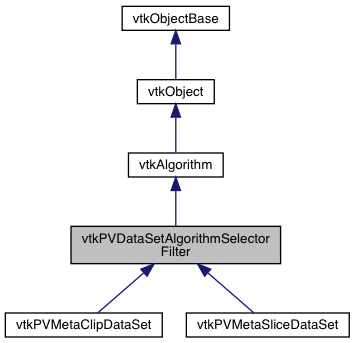 vtkObjectBase
vtkObject
vtkAlgorithm
vtkPVDataSetAlgorithmSelector
Filter
vtkPVMetaClipDataSet
vtkPVMetaSliceDataSet